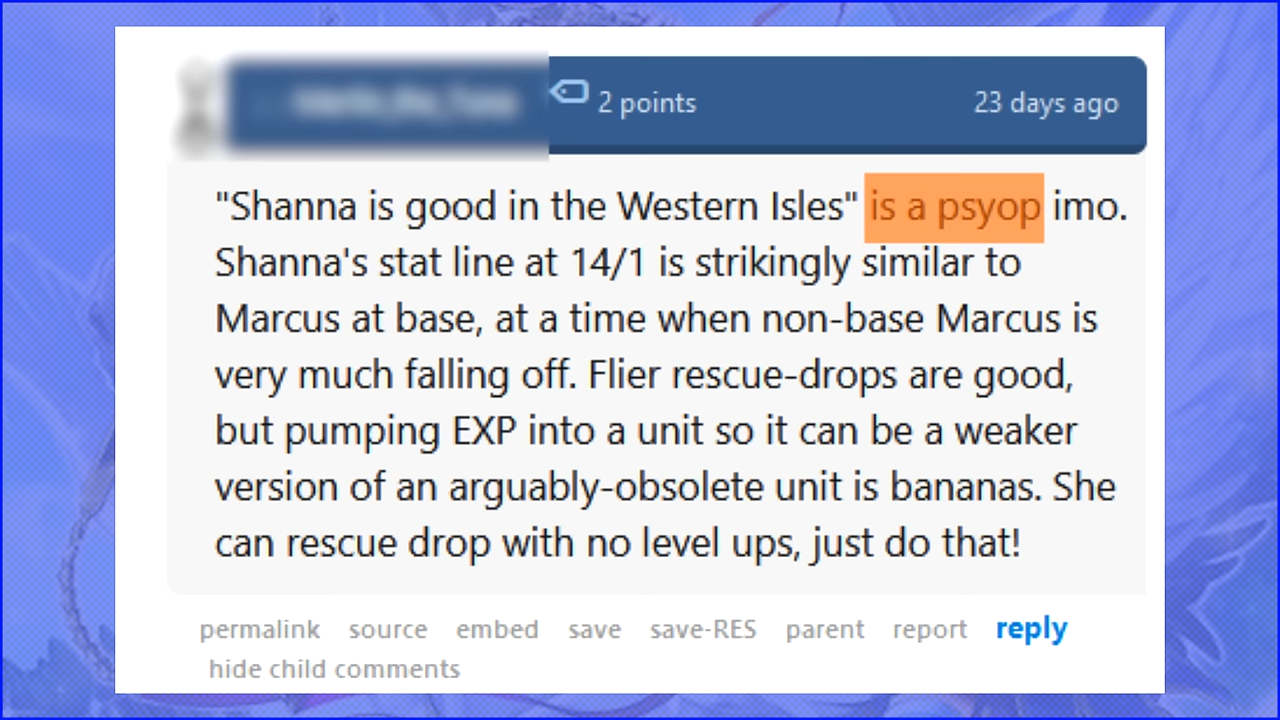 2 points 23 days ago
"Shanna is good in the Western Isles" is a psyop imo.
Shanna's stat line at 14/1 is strikingly similar to
Marcus at base, at a time when non-base Marcus is
very much falling off. Flier rescue-drops are good,
but pumping EXP into a unit so it can be a weaker
version of an arguably-obsolete unit is bananas. She
can rescue drop with no level ups, just do that!
permalink source embed save save-RES parent report reply
hide child comments